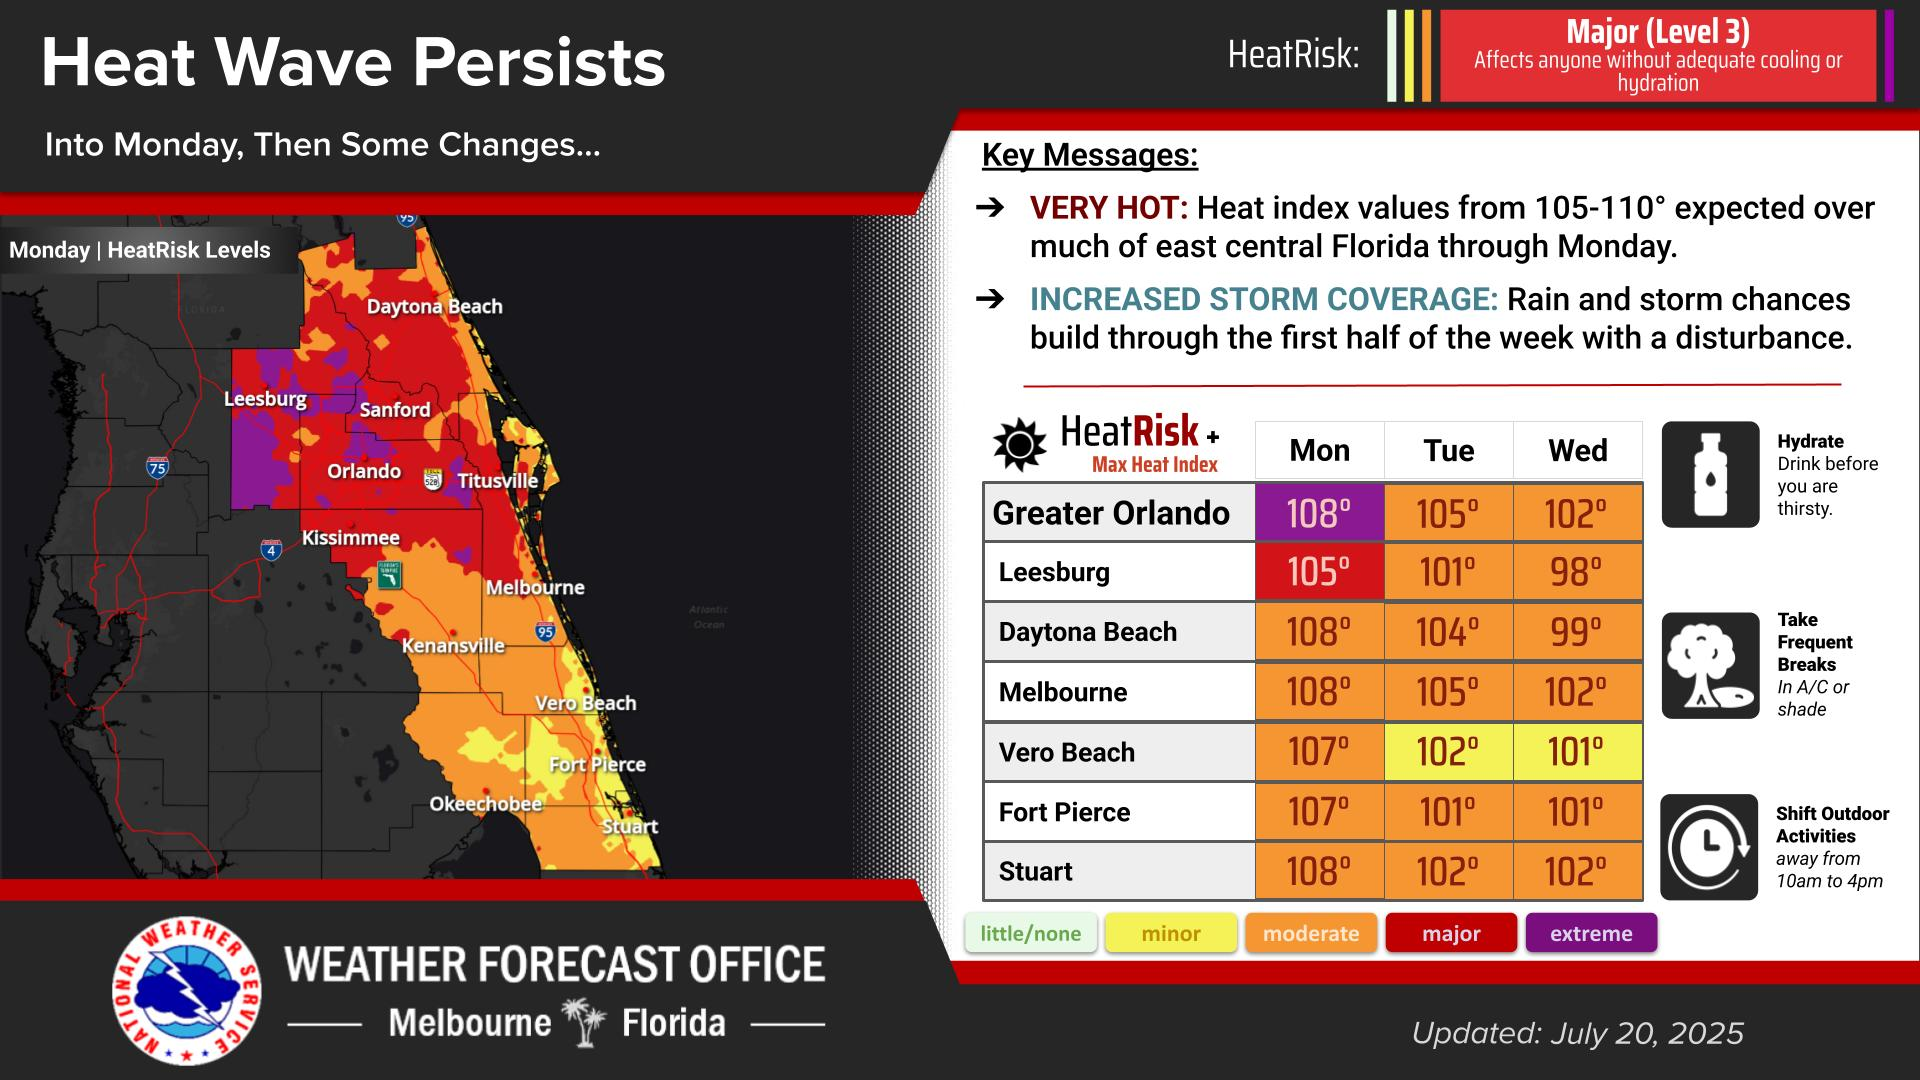 Heat Wave Persists
Into Monday, Then Some Changes...
HeatRisk:
Major (Level 3)
Affects anyone without adequate cooling or
hydration
Monday | HeatRisk Levels
95
FLORIDA
Daytona Beach
Leesburg
Sanford
75
Orlando
528
Titusville
Kissimmee
4
Melbourne
Atlantic
Ocean
95
Kenansville
Vero Beach
Fort Pierce
Okeechobee
Stuart
Key Messages:
➔ VERY HOT: Heat index values from 105-110° expected over
much of east central Florida through Monday.
➔ INCREASED STORM COVERAGE: Rain and storm chances
build through the first half of the week with a disturbance.
HeatRisk +
Max Heat Index
Mon Tue Wed
Greater Orlando 108° 105° 102°
Leesburg 105° 101° 98°
Daytona Beach 108° 104° 99°
Melbourne 108° 105° 102°
Vero Beach 107° 102° 101°
Fort Pierce 107° 101° 101°
Stuart 108° 102° 102°
little/none minor moderate major extreme
Hydrate
Drink before
you are
thirsty.
Take
Frequent
Breaks
In A/C or
shade
Shift Outdoor
Activities
away from
10am to 4pm
NATIONAL WEATHER SERVICE
WEATHER FORECAST OFFICE
Melbourne Florida
Updated: July 20, 2025